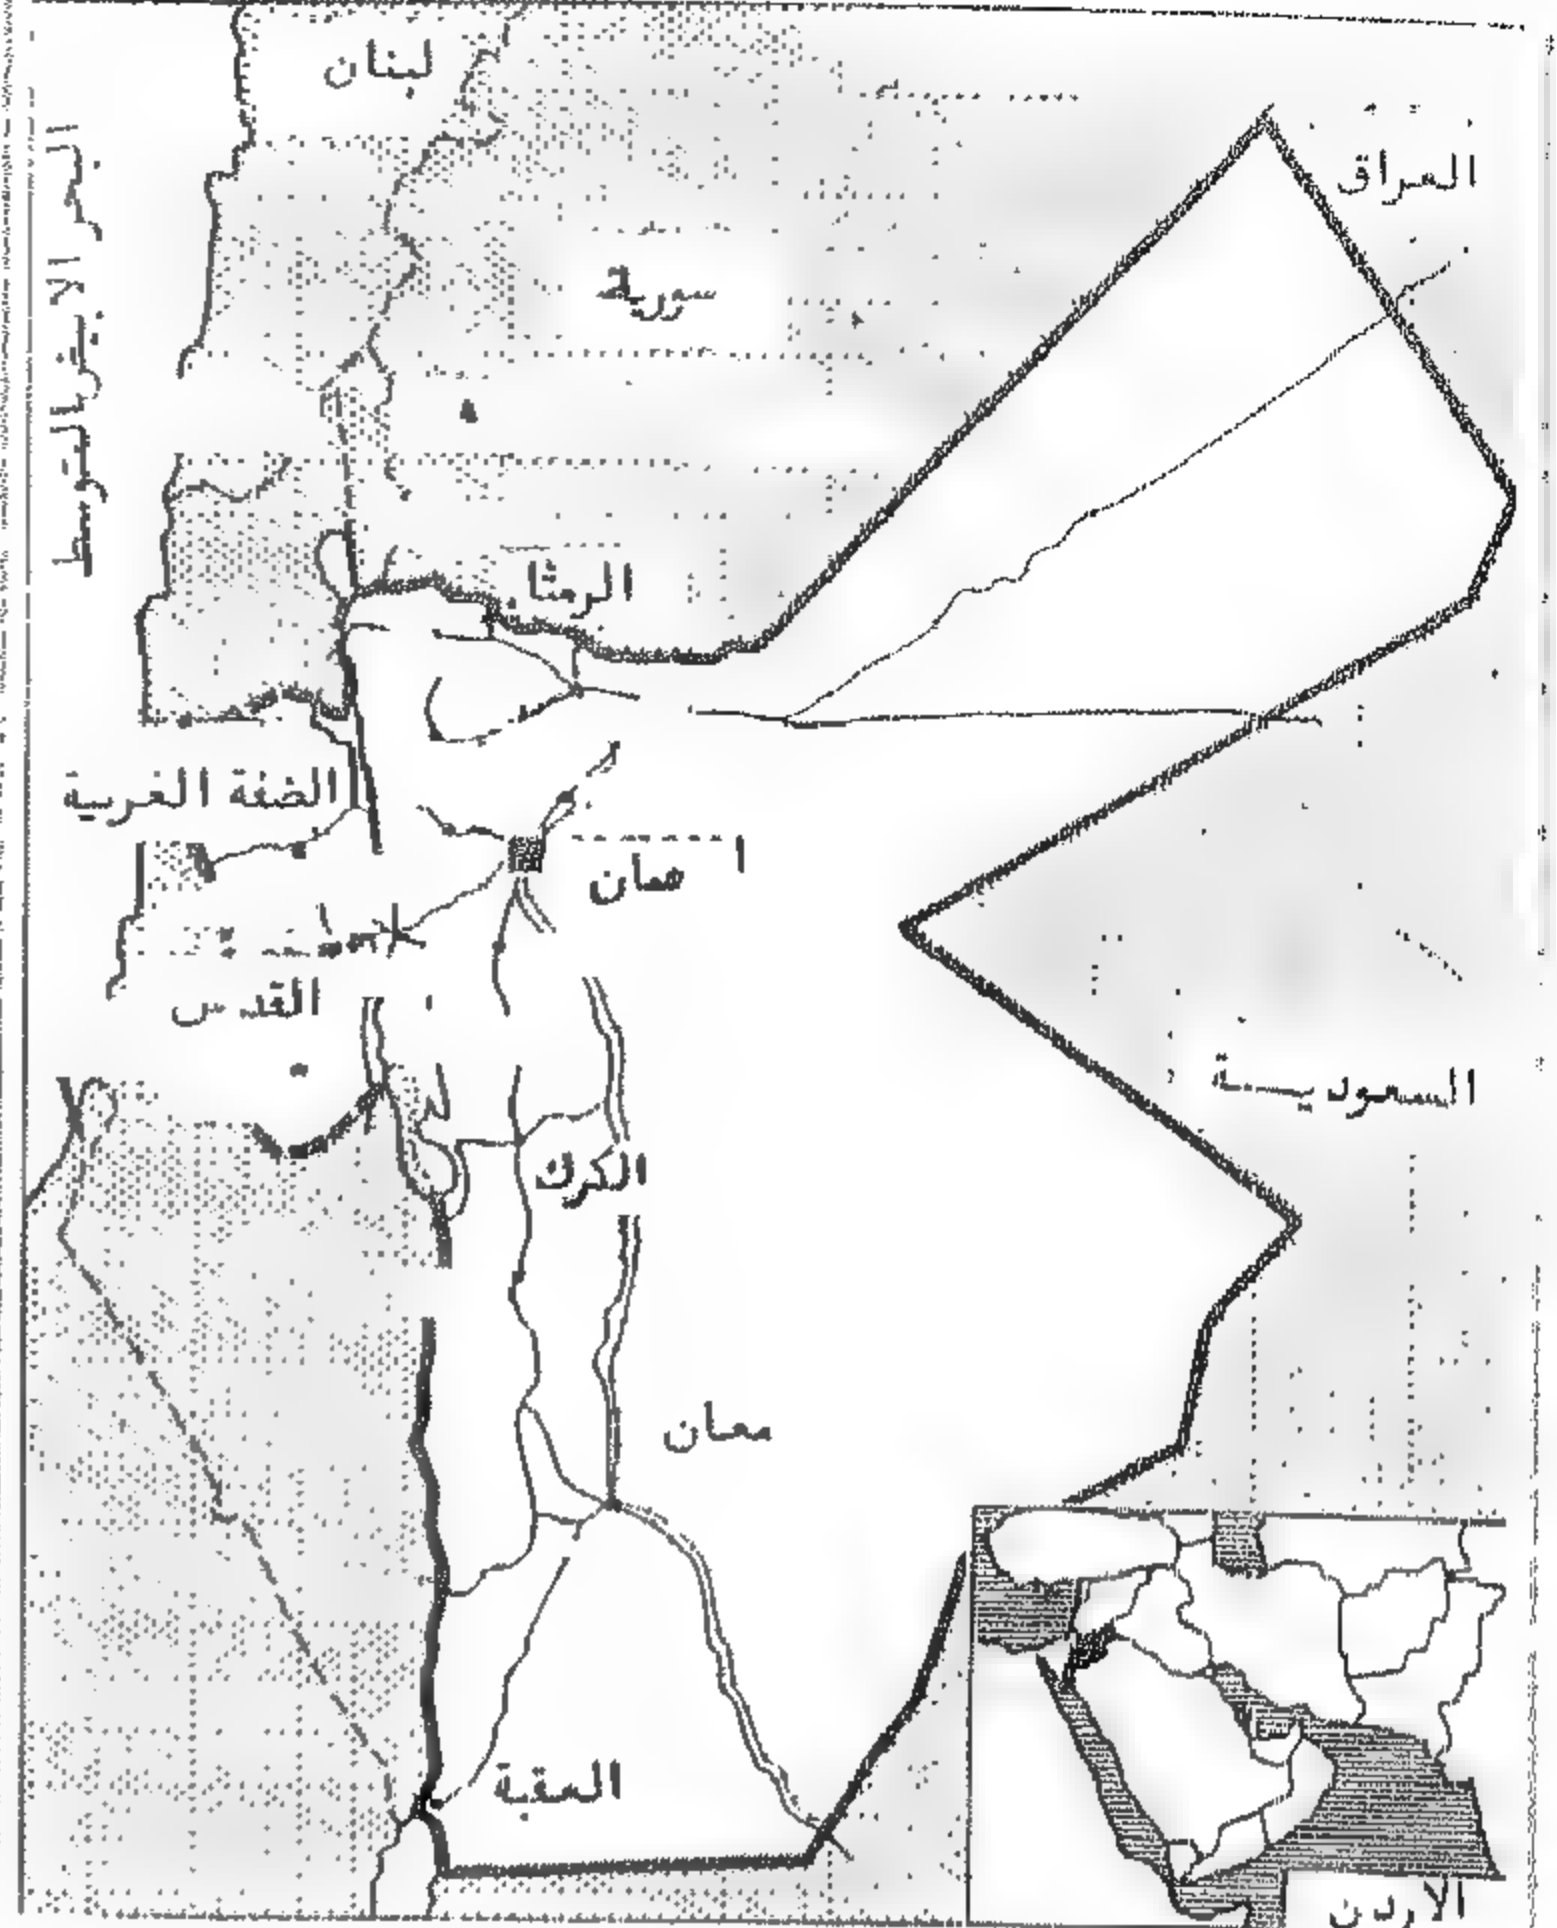 لبنان
العراق
البحر الابيض المتوسط
سورية
الرمثا
الضفة الغربية
عمان
القدس
السعودية
الكرك
معان
العقبة
الاردن